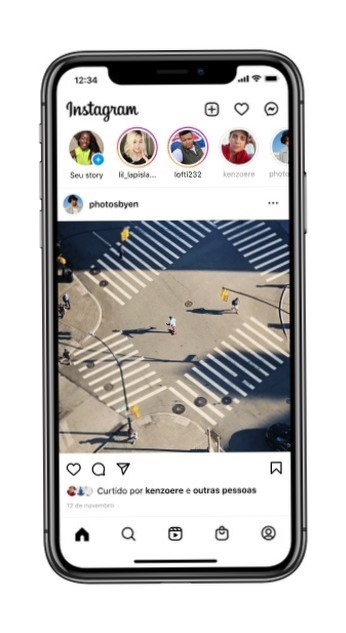 12:34
Instagram
Seu story
lil_lapisla...
lofti232
kenzoere
photo
photosbyen
Curtido por kenzoere e outras pessoas
12 de novembro